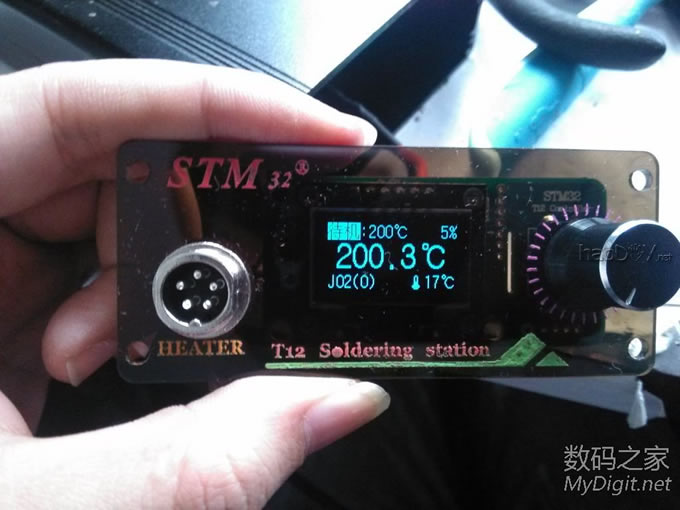 STM 32®
STM32
:200℃ 5%
200.3℃
J02(0) 17℃
HEATER
T12 Soldering station
数码之家
MyDigit.net